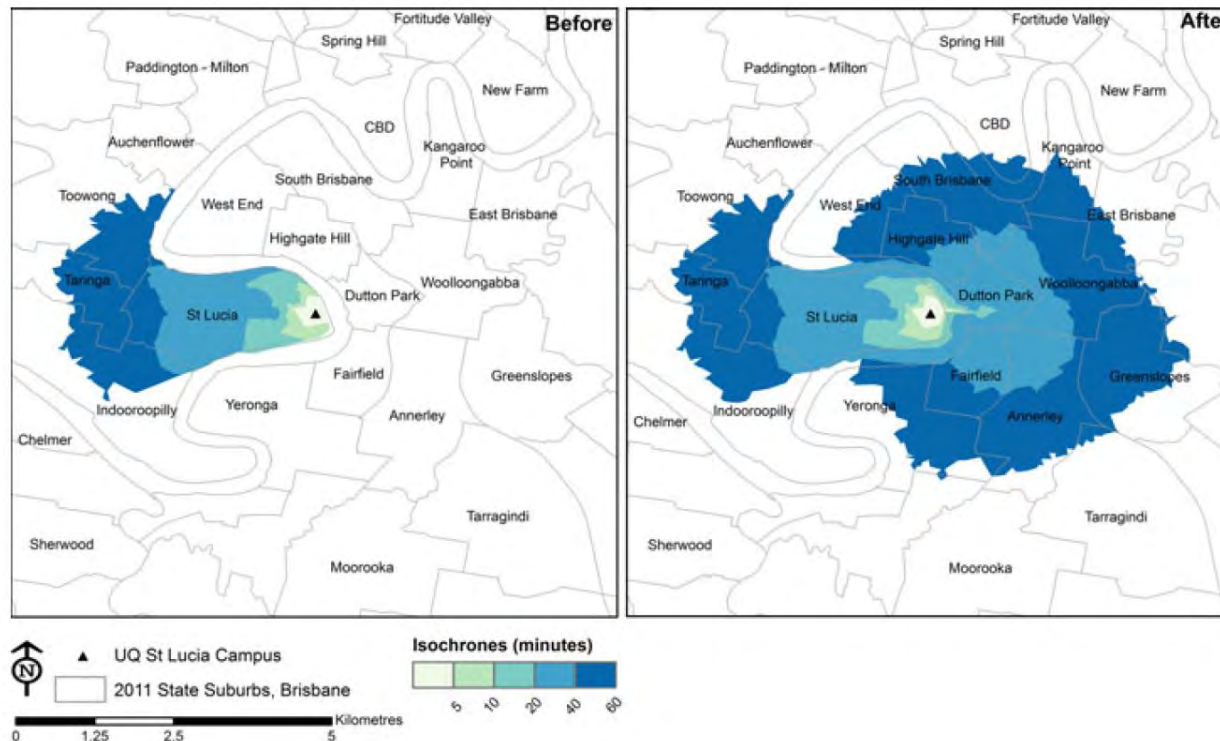 Before
Fortitude Valley
Spring Hill
Paddington - Milton
New Farm
CBD
Auchenflower
Kangaroo
Point
South Brisbane
Toowong
West End
East Brisbane
Highgate Hill
Taringa
Woolloongabba
Dutton Park
St Lucia
Fairfield
Greenslopes
Yeronga
Indooroopilly
Annerley
Chelmer
Tarragindi
Sherwood
Moorooka
After
Fortitude Valley
Spring Hill
Paddington - Milton
New Farm
CBD
Auchenflower
Kangaroo
Point
South Brisbane
Toowong
West End
East Brisbane
Highgate Hill
Taringa
Woolloongabba
Dutton Park
St Lucia
Fairfield
Greenslopes
Yeronga
Indooroopilly
Annerley
Chelmer
Tarragindi
Sherwood
Moorooka
N
UQ St Lucia Campus
2011 State Suburbs, Brisbane
Kilometres
0 1.25 2.5 5
Isochrones (minutes)
5 10 20 40 60